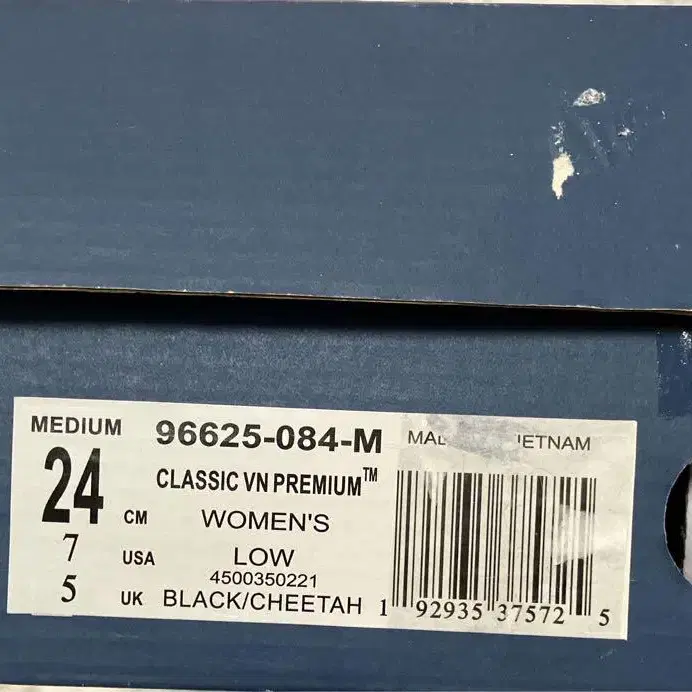 MEDIUM 96625-084-M
24 CM
7 USA
5 UK
CLASSIC VN PREMIUM™
WOMEN'S
LOW
4500350221
BLACK/CHEETAH
1 92935 37572 5